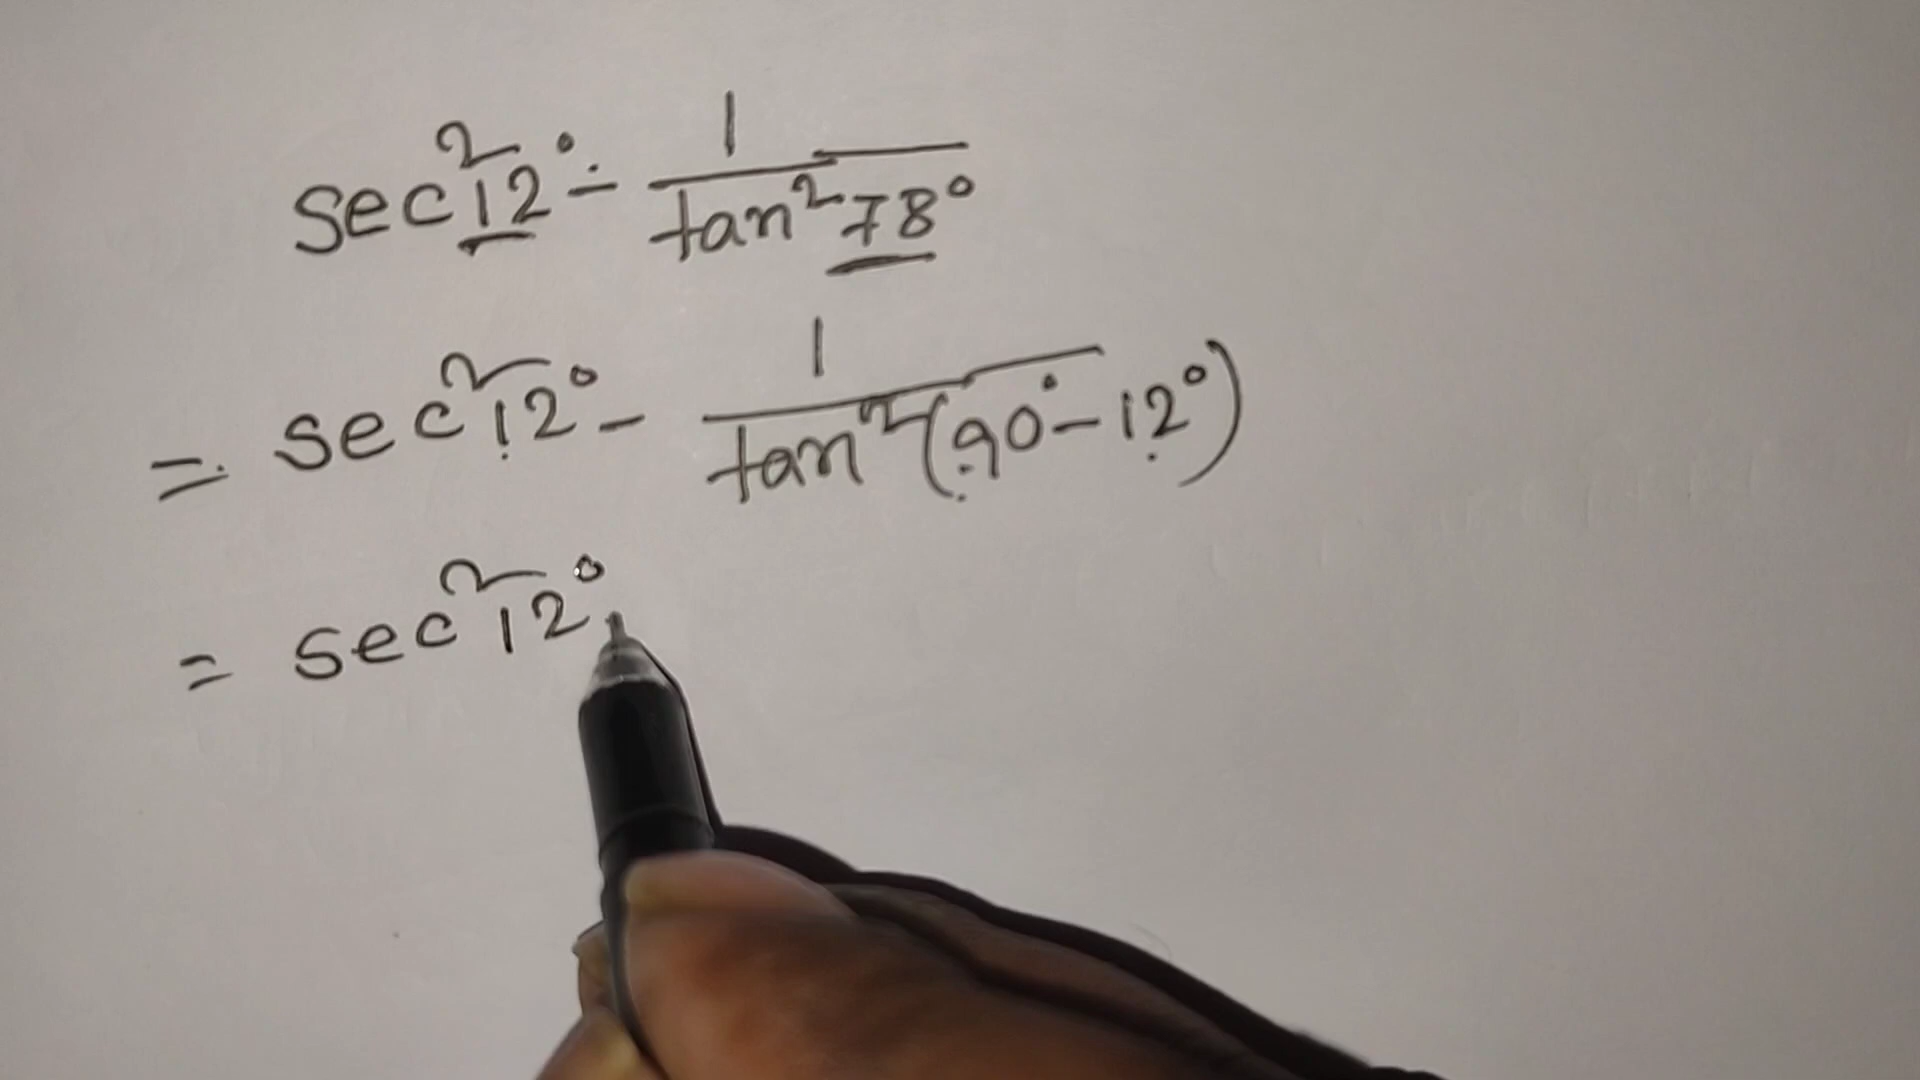 sec²12° - 1/tan²78°
= sec²12° - 1/tan²(90° - 12°)
= sec²12°